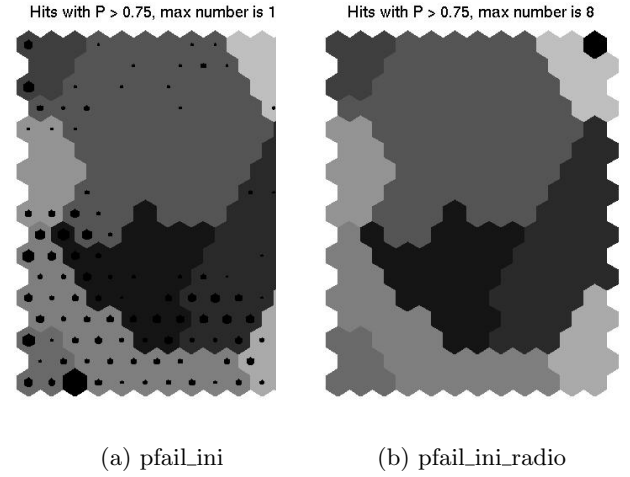 Hits with P > 0.75, max number is 1
Hits with P > 0.75, max number is 8
(a) pfail_ini
(b) pfail_ini_radio